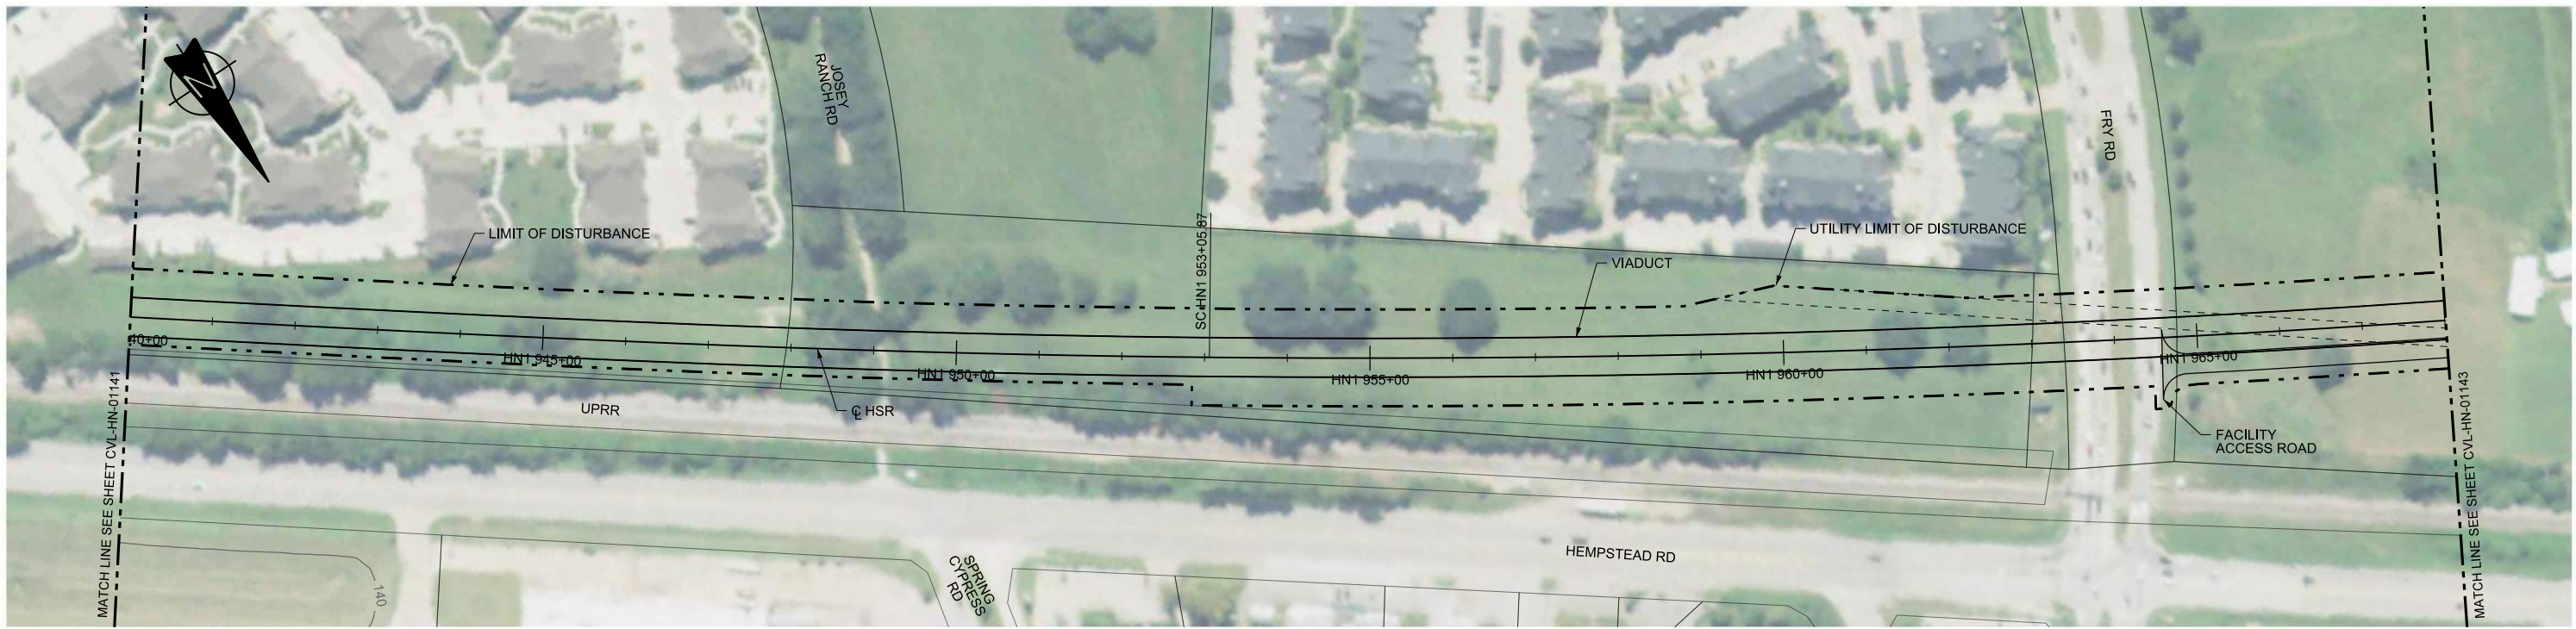 JOSEY
RANCH RD
FRY RD
N
LIMIT OF DISTURBANCE
SC HN1 953+05.87
UTILITY LIMIT OF DISTURBANCE
VIADUCT
40+00
HN1 945+00
HN1 950+00
HN1 955+00
HN1 960+00
HN1 965+00
UPRR
℄ HSR
FACILITY
ACCESS ROAD
MATCH LINE SEE SHEET CVL-HN-01141
MATCH LINE SEE SHEET CVL-HN-01143
HEMPSTEAD RD
SPRING
CYPRESS
RD
140